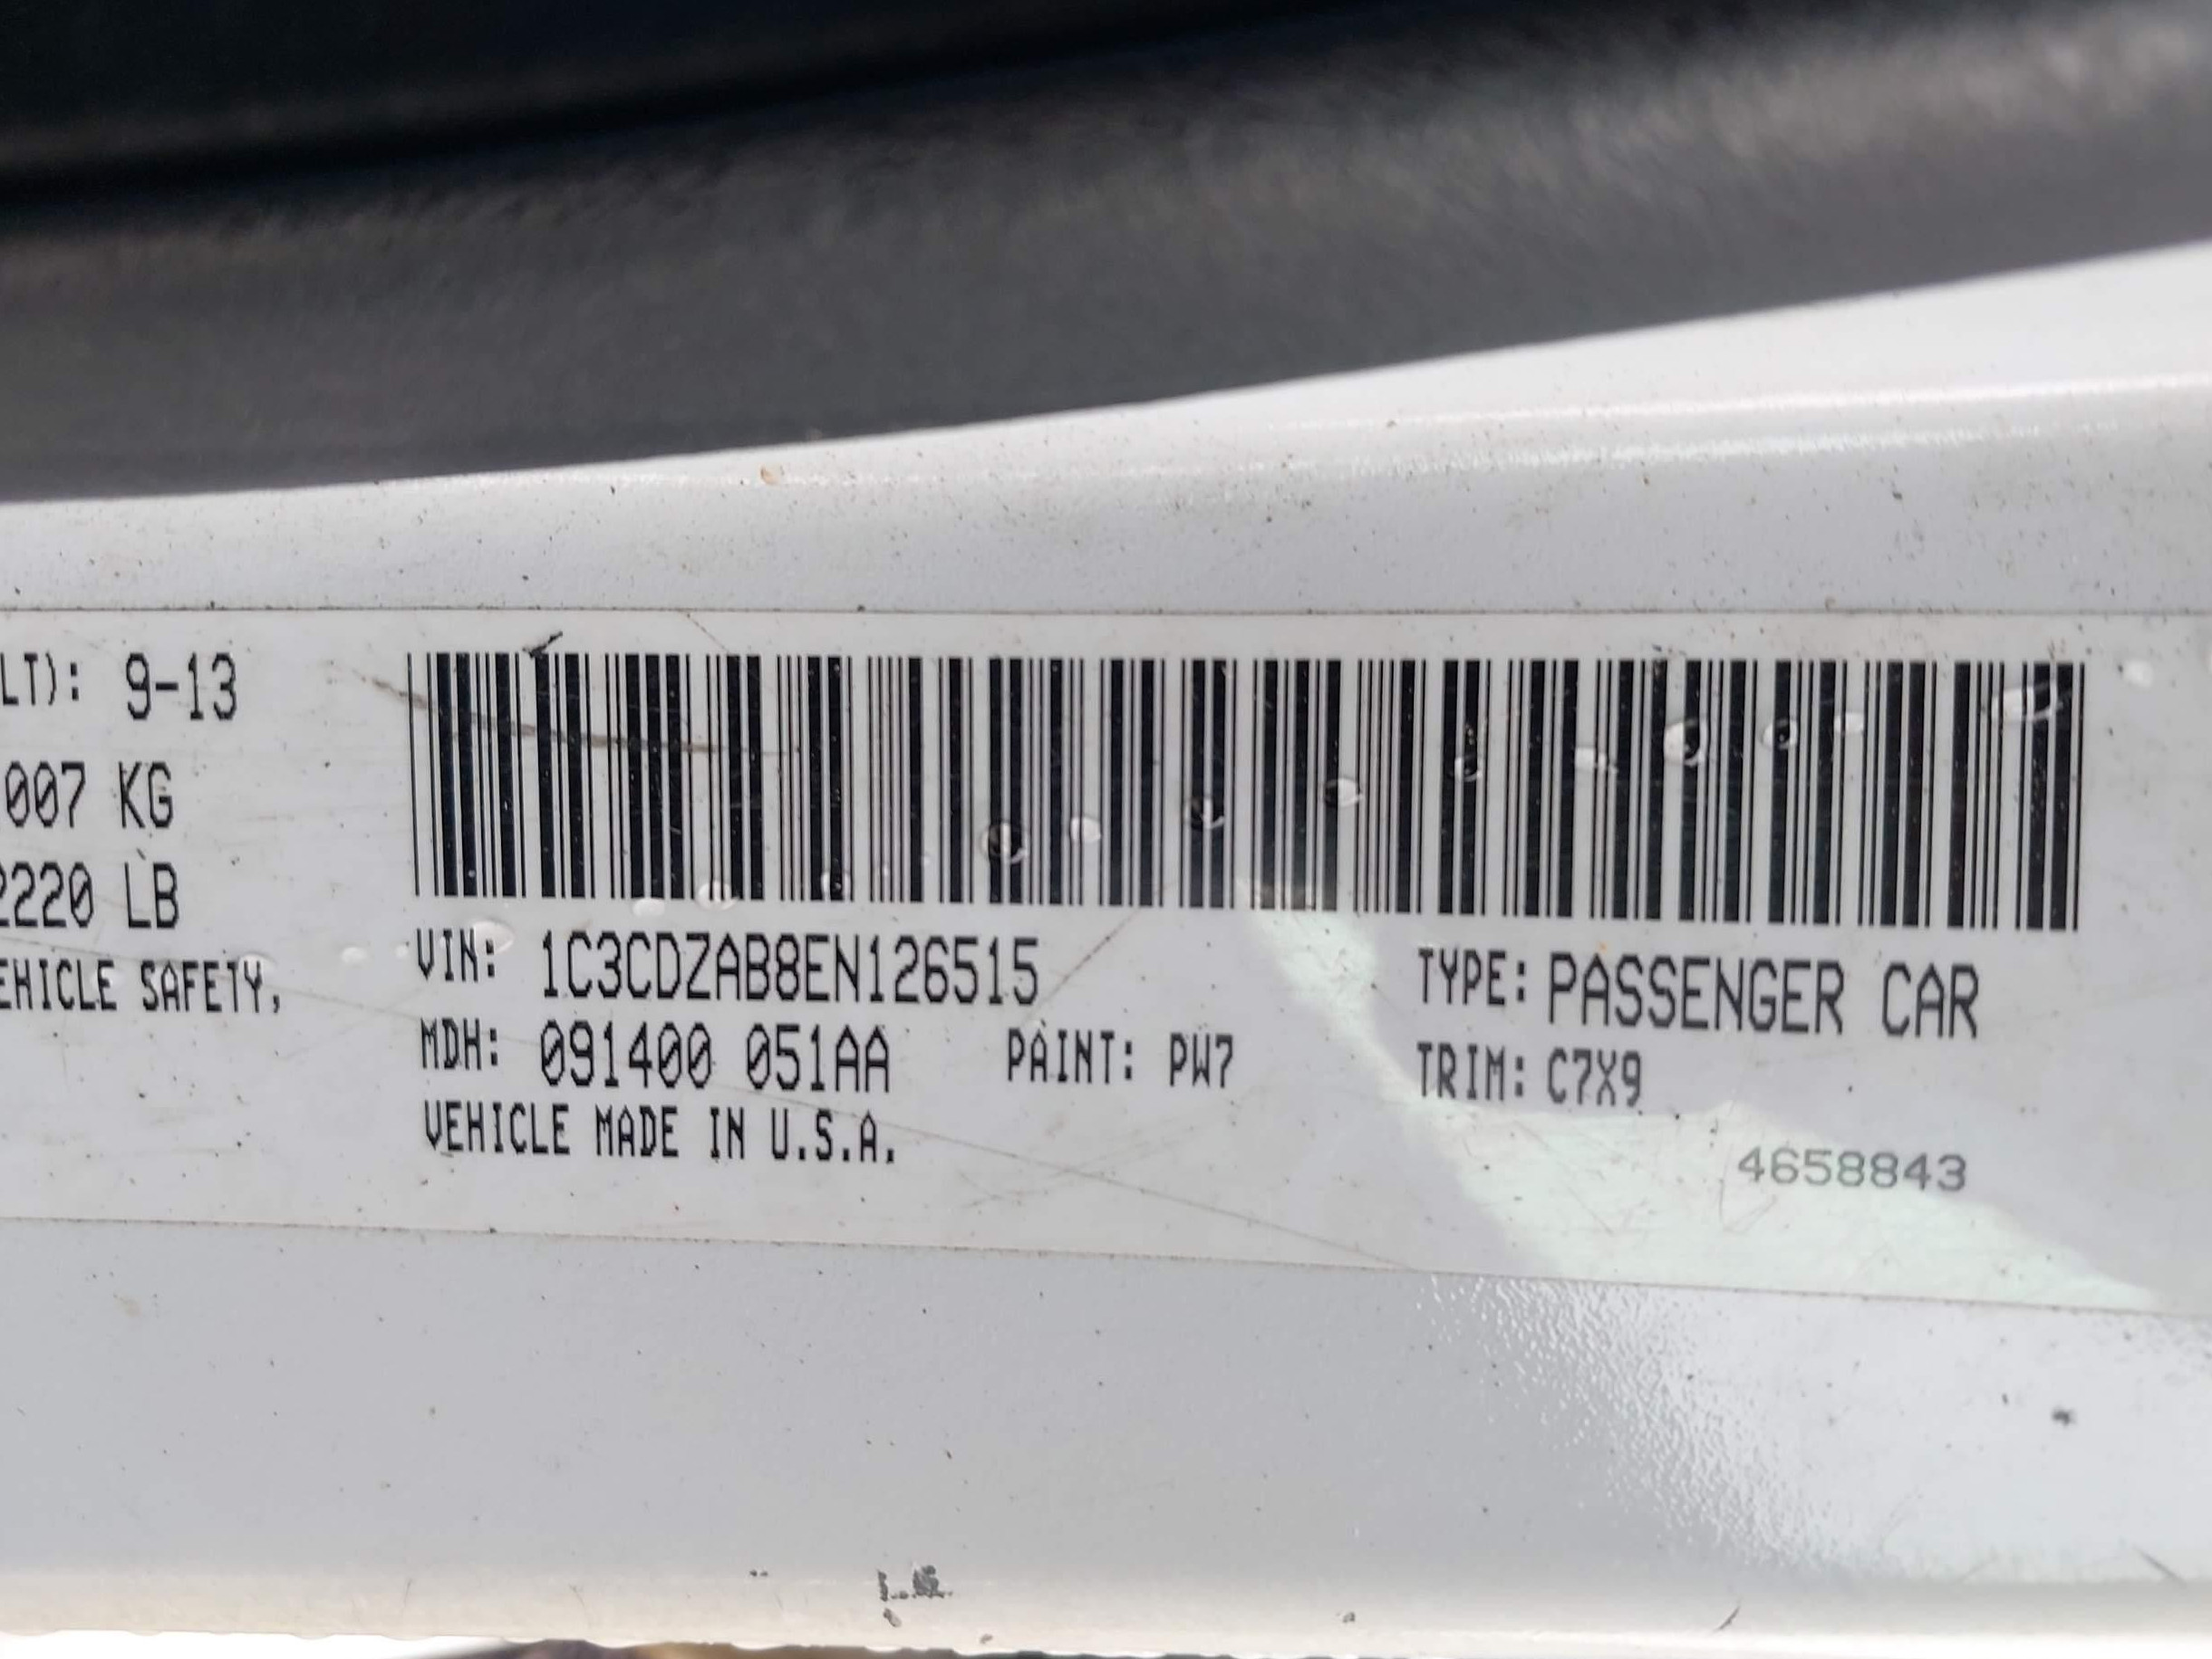 LT): 9-13
007 KG
2220 LB
EHICLE SAFETY,
VIN: 1C3CDZAB8EN126515
TYPE: PASSENGER CAR
MDH: 091400 051AA
PAINT: PW7
TRIM: C7X9
VEHICLE MADE IN U.S.A.
4658843